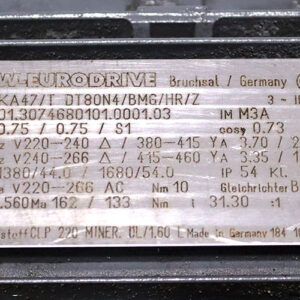 W-EURODRIVE Bruchsal / Germany
KA47/T DT80N4/BMG/HR/Z 3 ~
01.3074680101.0001.03 IM M3A
0.75 / 0.75 / S1 cosφ 0.73
V220-240 Δ / 380-415 Y A 3.70 /
V240-266 Δ / 415-460 Y A 3.35 /
1380/44.0 1680/54.0 IP 54 Kl.
V220-266 AC Nm 10 Gleichrichter B
.560 Ma 162 / 133 Nm i 31.30 :1
stoff CLP 220 MINER. ÖL/1.60 l Made in Germany 184 10